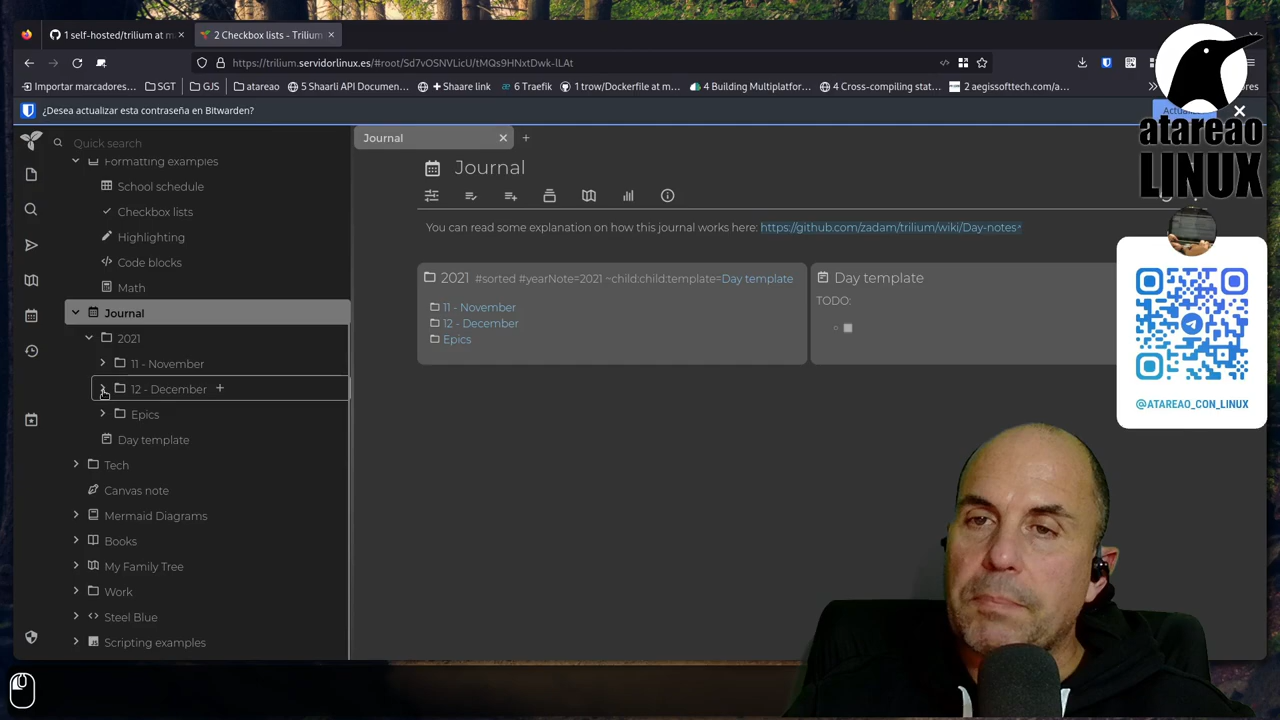 1 self-hosted/trilium at m
2 Checkbox lists - Trilium
https://trilium.servidorlinux.es/#root/Sd7vOSNVLicU/tMQs9HNxtDwk-lLAt
Importar marcadores...
SGT
GJS
atareao
5 Shaarli API Documen...
Shaare link
6 Traefik
1 trow/Dockerfile at m...
4 Building Multiplatfor...
4 Cross-compiling stat...
2 aegissofttech.com/a...
¿Desea actualizar esta contraseña en Bitwarden?
atareao
LINUX
Quick search
Formatting examples
School schedule
Checkbox lists
Highlighting
Code blocks
Math
Journal
2021
11 - November
12 - December
Epics
Day template
Tech
Canvas note
Mermaid Diagrams
Books
My Family Tree
Work
Steel Blue
Scripting examples
Journal
Journal
You can read some explanation on how this journal works here: https://github.com/zadam/trilium/wiki/Day-notes
2021 #sorted #yearNote=2021 ~child:child:template=Day template
11 - November
12 - December
Epics
Day template
TODO:
@ATAREAO_CON_LINUX